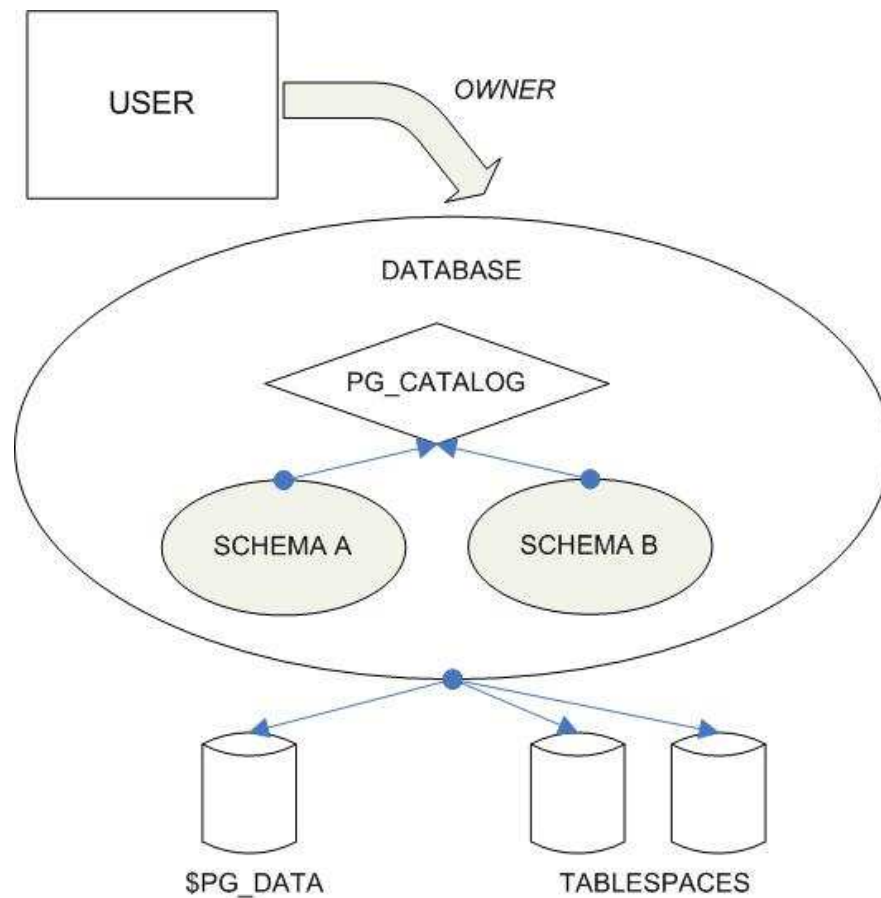 USER
OWNER
DATABASE
PG_CATALOG
SCHEMA A
SCHEMA B
$PG_DATA
TABLESPACES